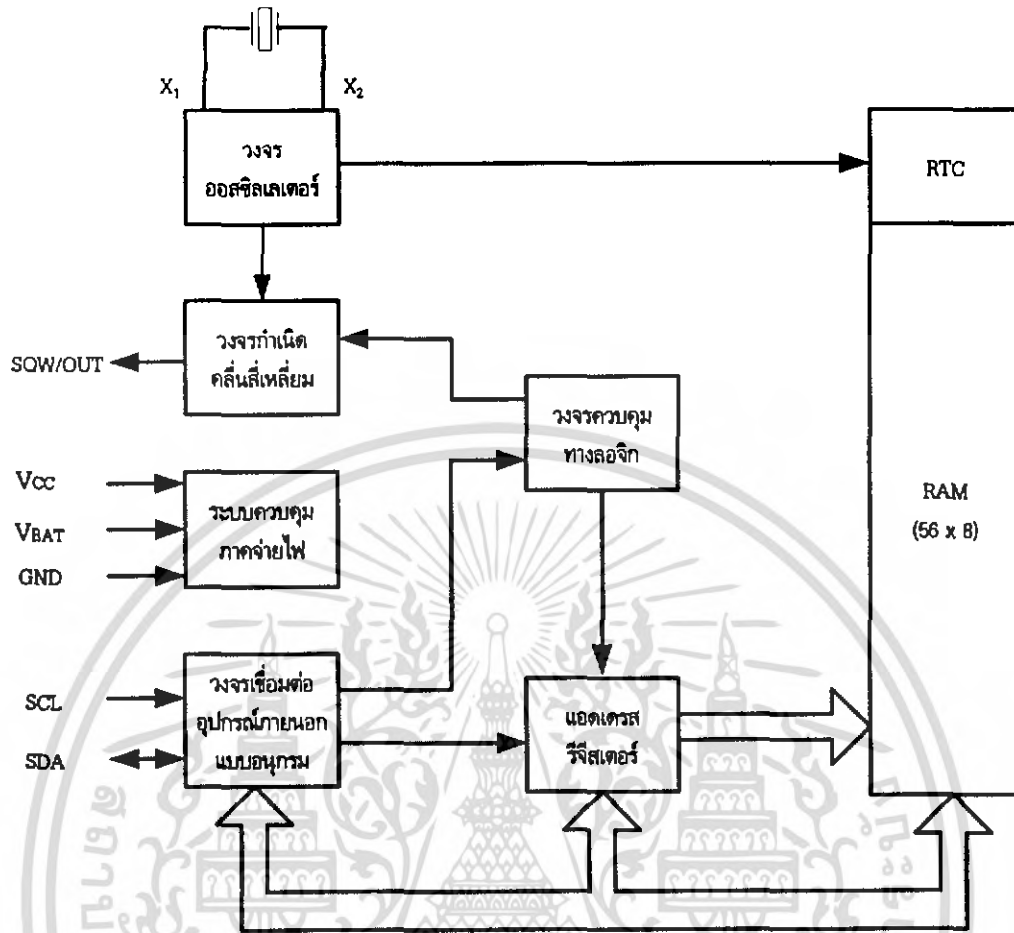 X₁
X₂
วงจร
ออสซิลเลเตอร์
RTC
วงจรกำเนิด
คลื่นสี่เหลี่ยม
SQW/OUT
วงจรควบคุม
ทางลอจิก
VCC
VBAT
GND
ระบบควบคุม
ภาคจ่ายไฟ
RAM
(56 x 8)
SCL
SDA
วงจรเชื่อมต่อ
อุปกรณ์ภายนอก
แบบอนุกรม
แอดเดรส
รีจีสเตอร์